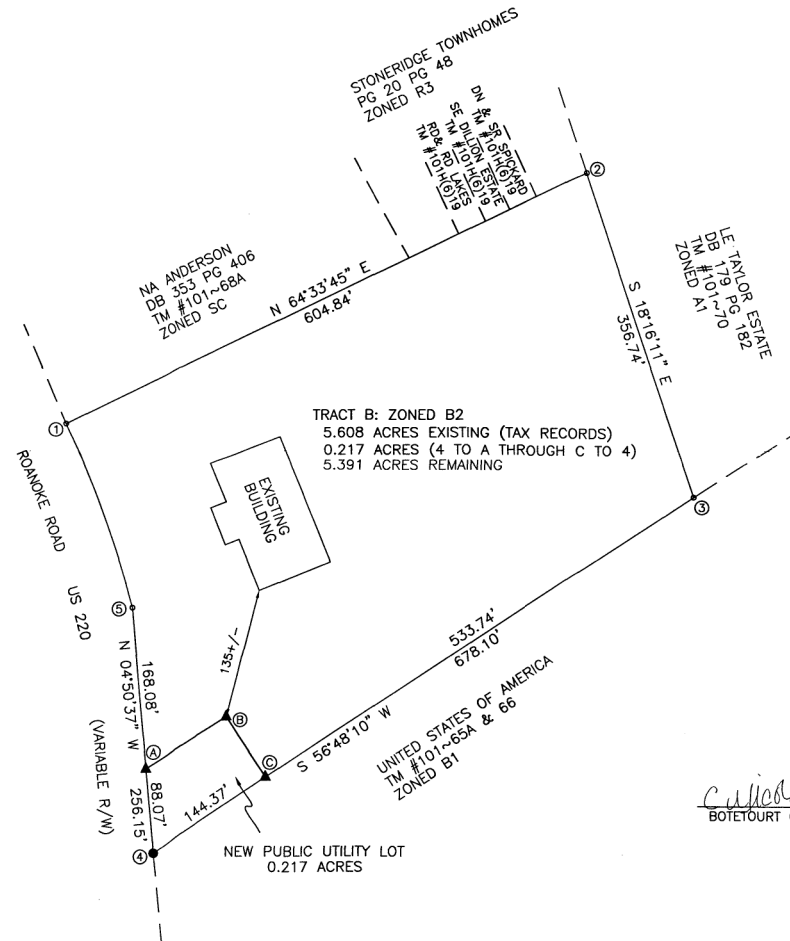 STONERIDGE TOWNHOMES
PG 20 PG 48
ZONED R3
DN & SR SPICKARD
TM #101H(6)19
SE DILLION ESTATE
TM #101H(6)19
RD& RD LAKES
TM #101H(6)19
2
NA ANDERSON
DB 353 PG 406
TM #101~68A
ZONED SC
N 64°33'45" E
604.84'
LE TAYLOR ESTATE
DB 179 PG 182
TM #101~70
ZONED A1
S 18°16'11" E
356.74'
1
TRACT B: ZONED B2
5.608 ACRES EXISTING (TAX RECORDS)
0.217 ACRES (4 TO A THROUGH C TO 4)
5.391 ACRES REMAINING
EXISTING
BUILDING
3
ROANOKE ROAD US 220
(VARIABLE R/W)
5
135+/-
168.08'
N 04°50'37" W
533.74'
678.10'
S 56°48'10" W
B
A
C
UNITED STATES OF AMERICA
TM #101~65A & 66
ZONED B1
88.07'
256.15'
144.37'
4
NEW PUBLIC UTILITY LOT
0.217 ACRES
BOTETOURT